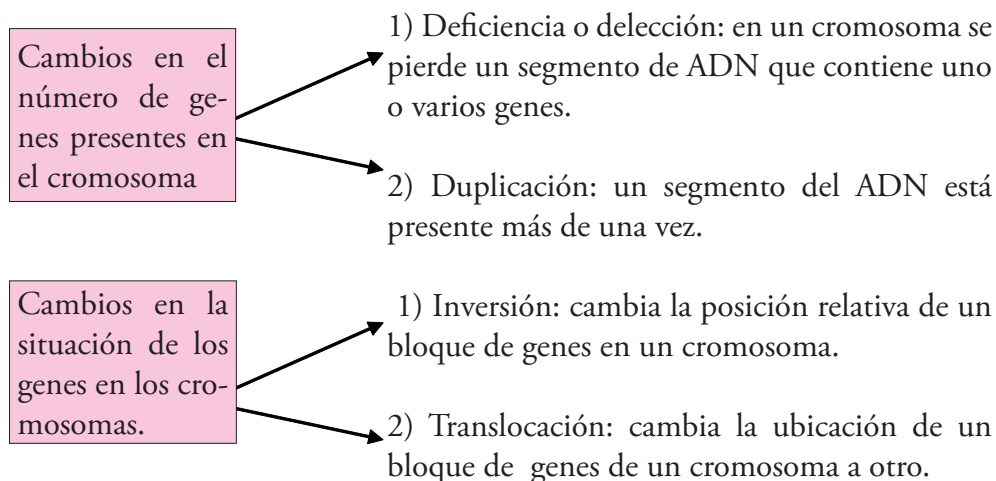 Cambios en el
número de ge-
nes presentes en
el cromosoma
1) Deficiencia o delección: en un cromosoma se
pierde un segmento de ADN que contiene uno
o varios genes.
2) Duplicación: un segmento del ADN está
presente más de una vez.
Cambios en la
situación de los
genes en los cro-
mosomas.
1) Inversión: cambia la posición relativa de un
bloque de genes en un cromosoma.
2) Translocación: cambia la ubicación de un
bloque de genes de un cromosoma a otro.